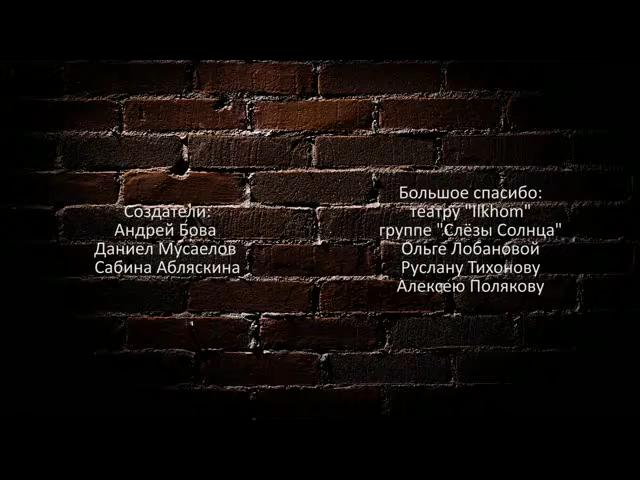 Создатели:
Андрей Бова
Даниел Мусаелов
Сабина Абляскина
Большое спасибо:
театру "Ilkhom"
группе "Слёзы Солнца"
Ольге Лобановой
Руслану Тихонову
Алексею Полякову